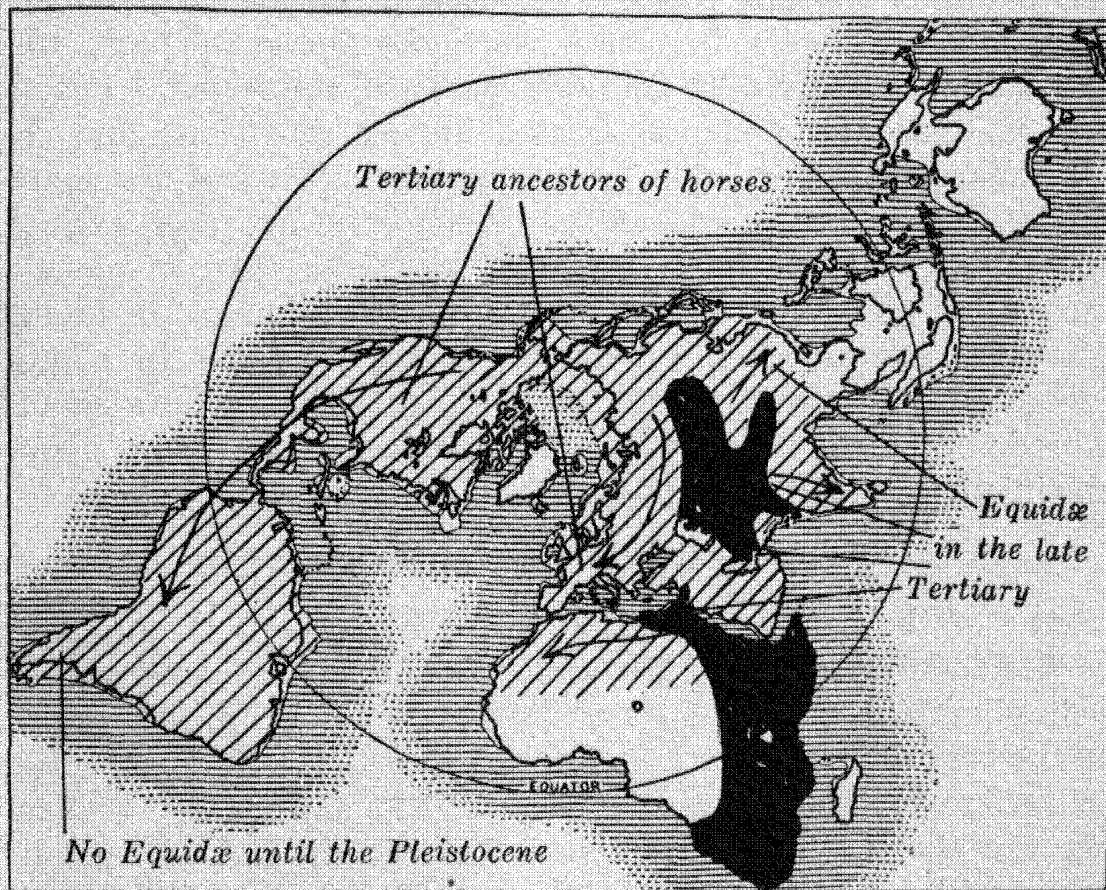 Tertiary ancestors of horses.
Equidæ
in the late
Tertiary
EQUATOR
No Equidæ until the Pleistocene